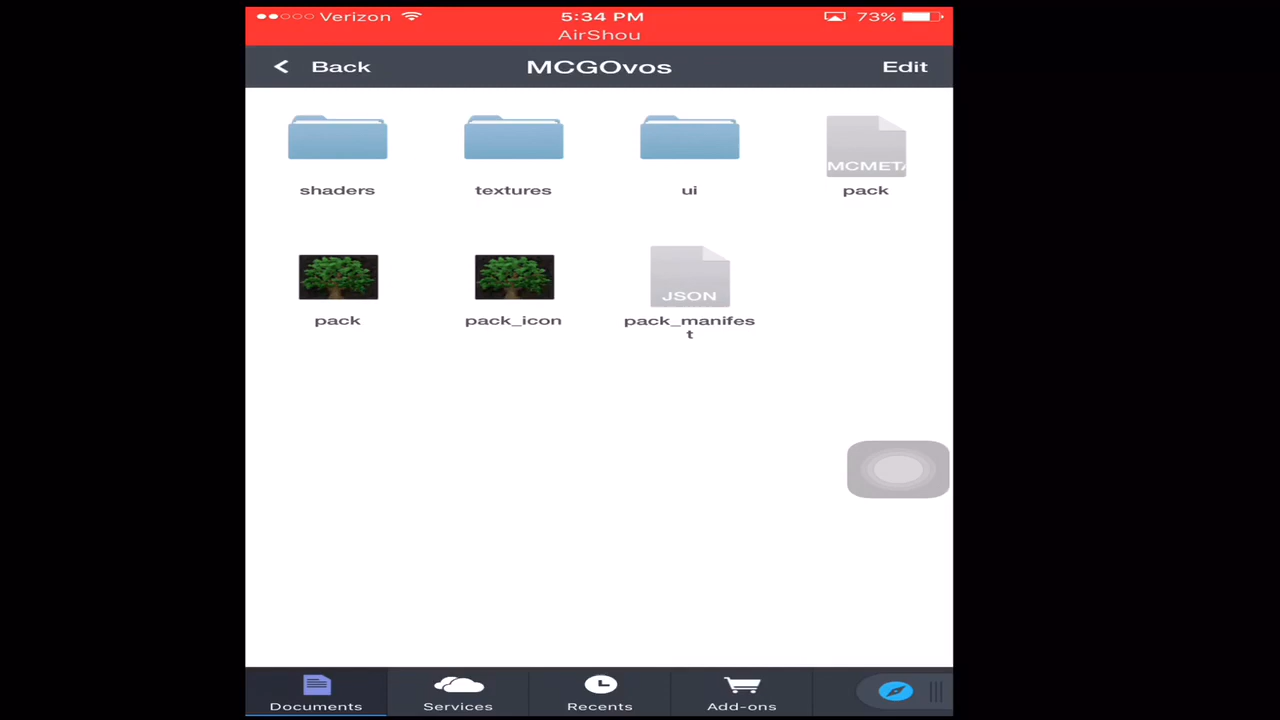 Verizon 5:34 PM 73%
AirShou
Back MCGOvos Edit
MCMETA
shaders textures ui pack
JSON
pack pack_icon pack_manifes
t
Documents Services Recents Add-ons